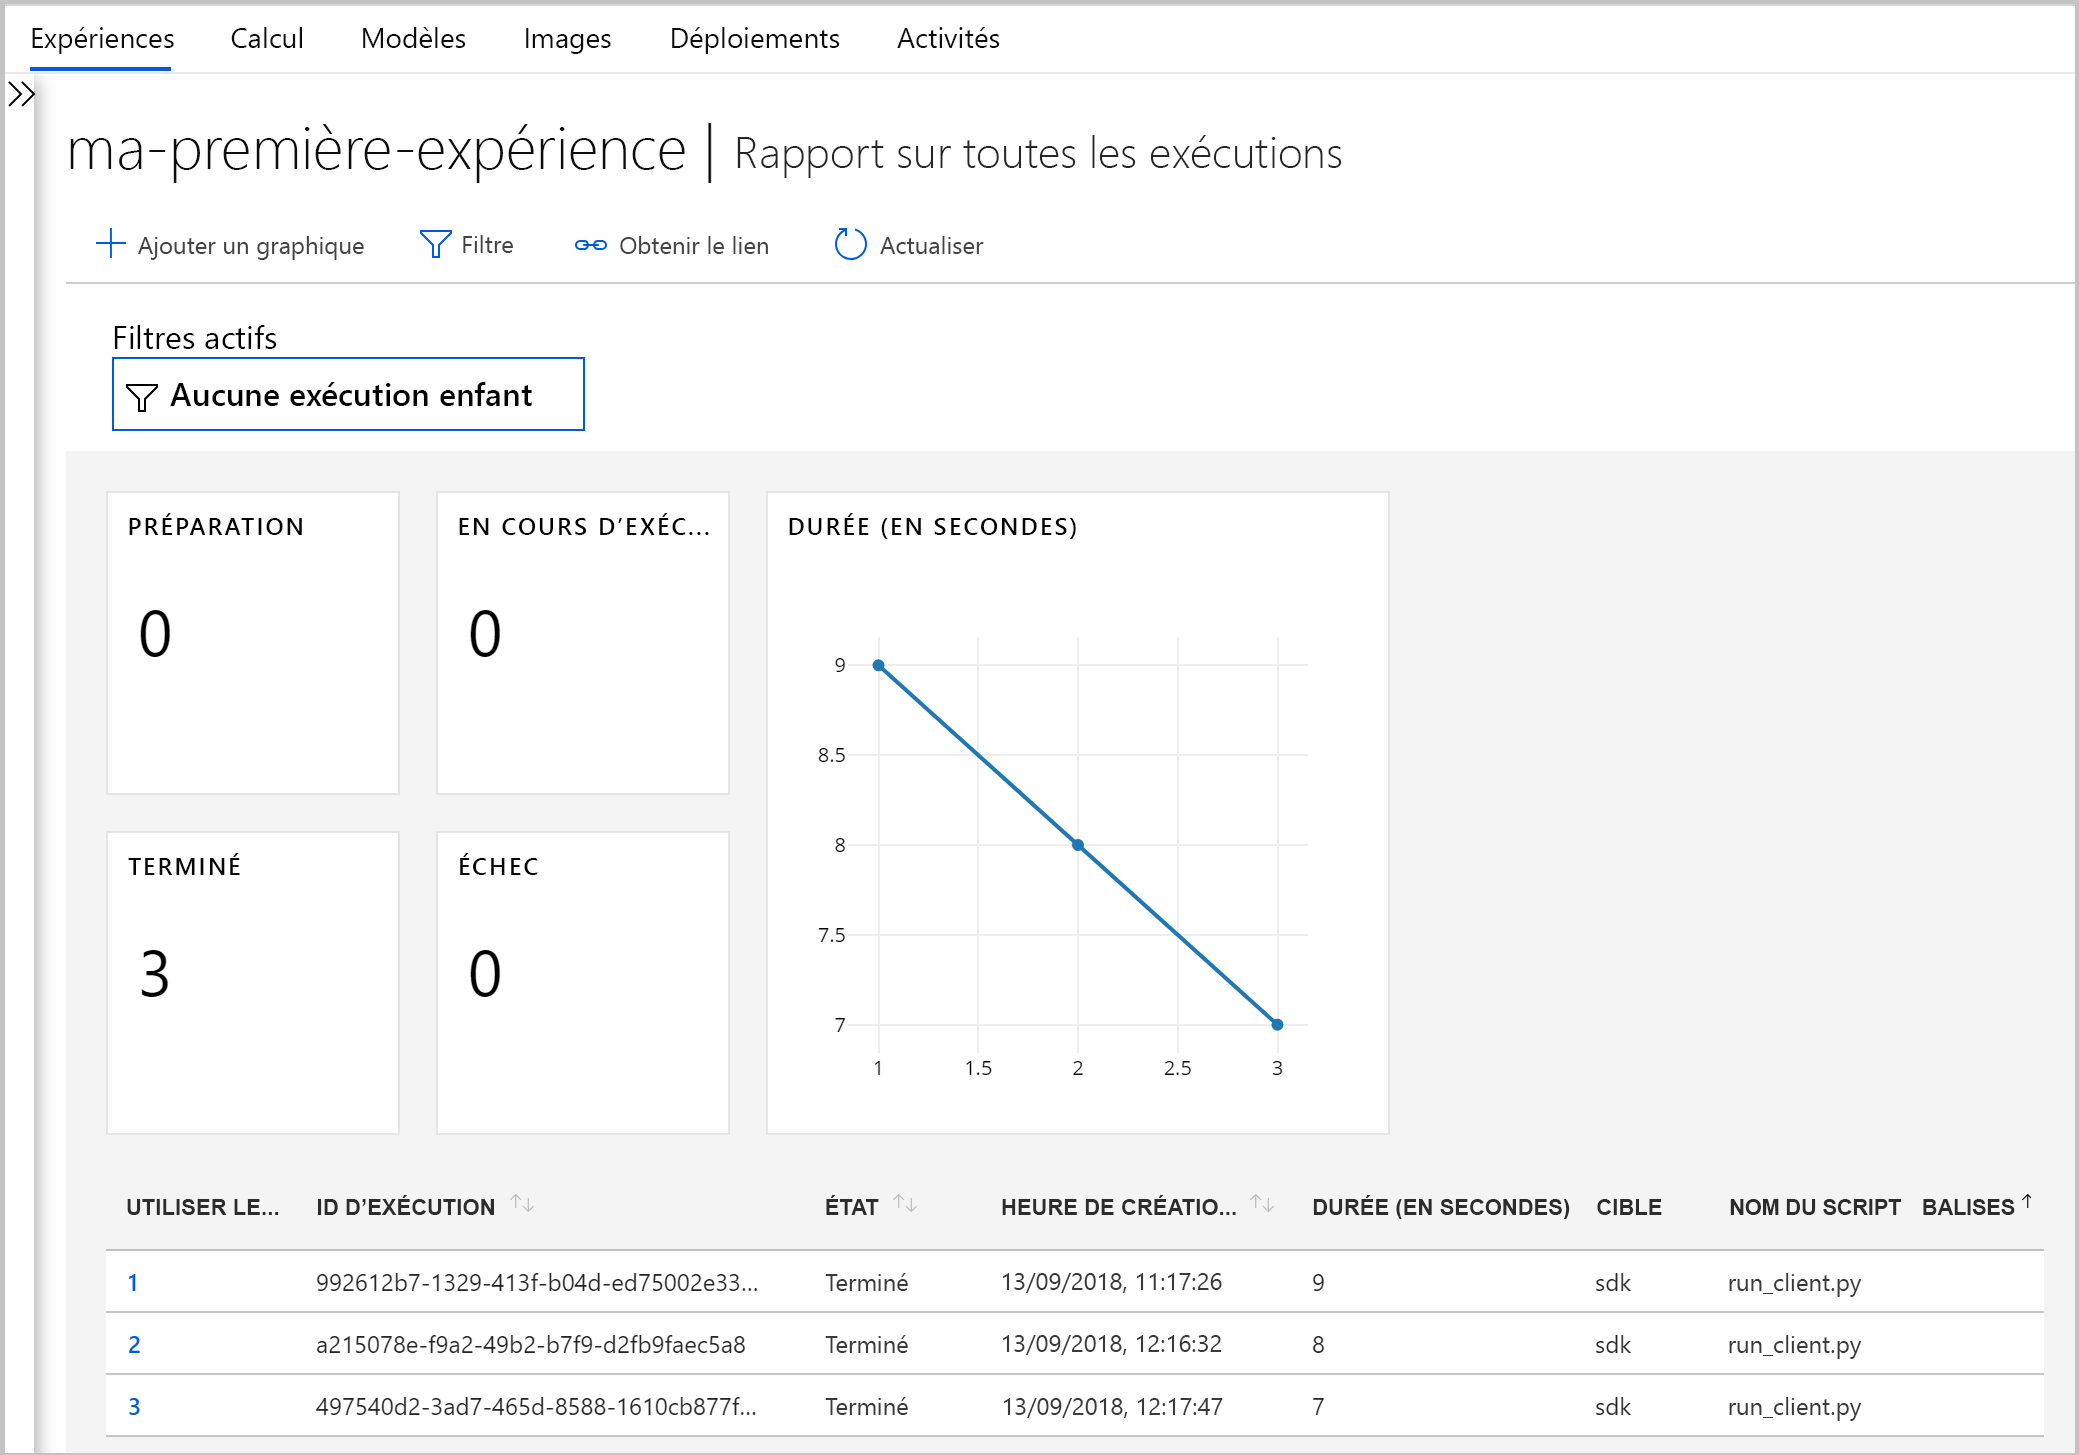 Expériences Calcul Modèles Images Déploiements Activités
ma-première-expérience | Rapport sur toutes les exécutions
Ajouter un graphique Filtre Obtenir le lien Actualiser
Filtres actifs
Aucune exécution enfant
PRÉPARATION
0
EN COURS D’EXÉC...
0
TERMINÉ
3
ÉCHEC
0
DURÉE (EN SECONDES)
9
8.5
8
7.5
7
1 1.5 2 2.5 3
UTILISER LE... ID D’EXÉCUTION ÉTAT HEURE DE CRÉATIO... DURÉE (EN SECONDES) CIBLE NOM DU SCRIPT BALISES
1 992612b7-1329-413f-b04d-ed75002e33... Terminé 13/09/2018, 11:17:26 9 sdk run_client.py
2 a215078e-f9a2-49b2-b7f9-d2fb9faec5a8 Terminé 13/09/2018, 12:16:32 8 sdk run_client.py
3 497540d2-3ad7-465d-8588-1610cb877f... Terminé 13/09/2018, 12:17:47 7 sdk run_client.py